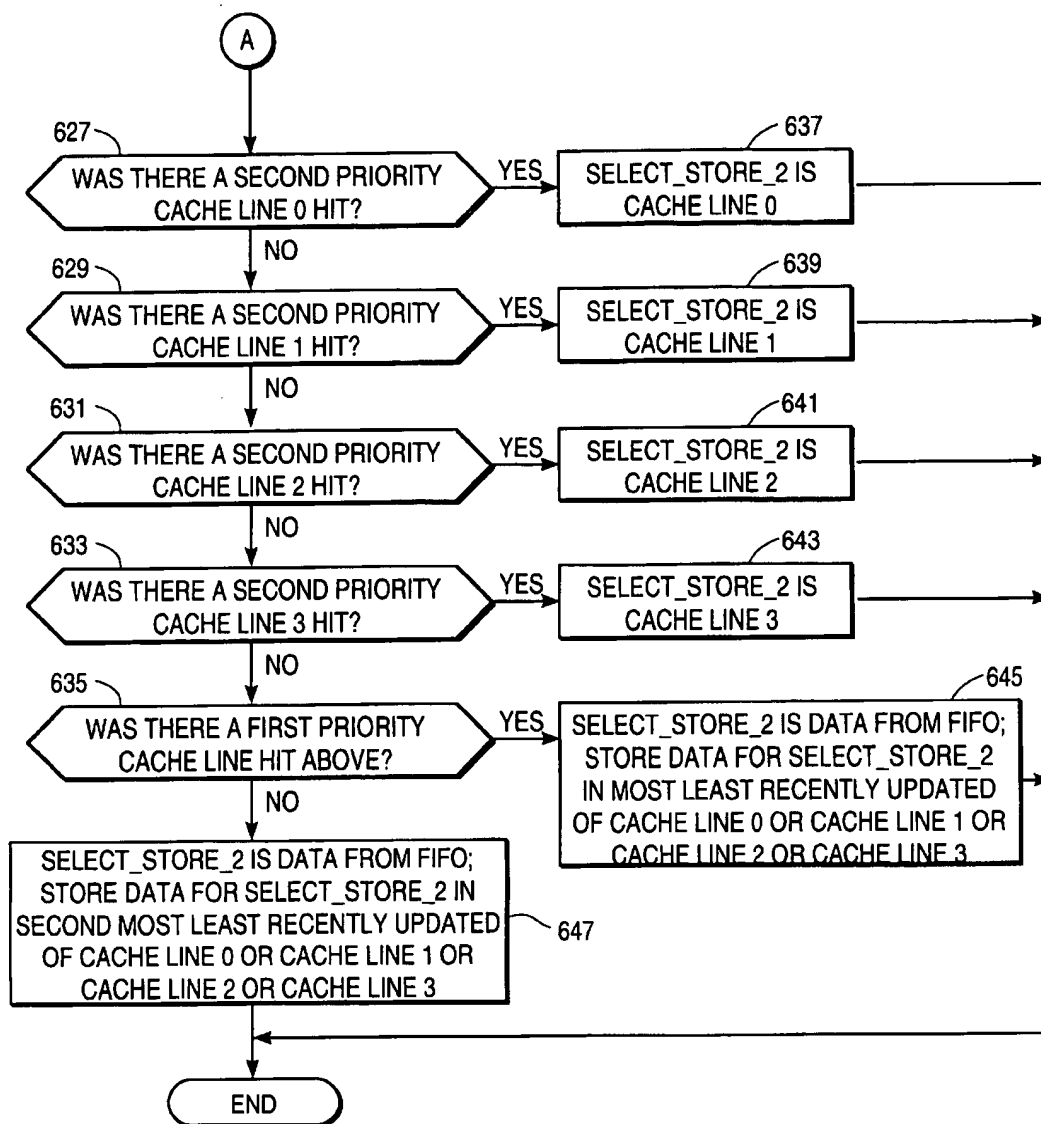 A
627
WAS THERE A SECOND PRIORITY
CACHE LINE 0 HIT?
YES
637
SELECT_STORE_2 IS
CACHE LINE 0
NO
629
WAS THERE A SECOND PRIORITY
CACHE LINE 1 HIT?
YES
639
SELECT_STORE_2 IS
CACHE LINE 1
NO
631
WAS THERE A SECOND PRIORITY
CACHE LINE 2 HIT?
YES
641
SELECT_STORE_2 IS
CACHE LINE 2
NO
633
WAS THERE A SECOND PRIORITY
CACHE LINE 3 HIT?
YES
643
SELECT_STORE_2 IS
CACHE LINE 3
NO
635
WAS THERE A FIRST PRIORITY
CACHE LINE HIT ABOVE?
YES
645
SELECT_STORE_2 IS DATA FROM FIFO;
STORE DATA FOR SELECT_STORE_2
IN MOST LEAST RECENTLY UPDATED
OF CACHE LINE 0 OR CACHE LINE 1 OR
CACHE LINE 2 OR CACHE LINE 3
NO
SELECT_STORE_2 IS DATA FROM FIFO;
STORE DATA FOR SELECT_STORE_2 IN
SECOND MOST LEAST RECENTLY UPDATED
OF CACHE LINE 0 OR CACHE LINE 1 OR
CACHE LINE 2 OR CACHE LINE 3
647
END